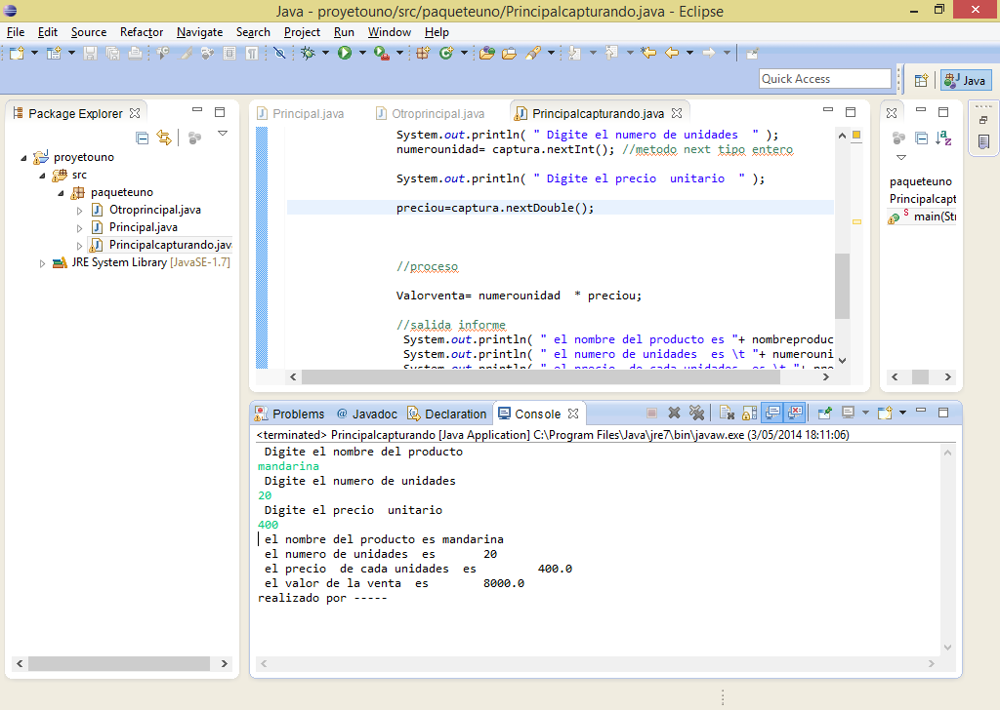 Java - proyetouno/src/paqueteuno/Principalcapturando.java - Eclipse
File Edit Source Refactor Navigate Search Project Run Window Help
Quick Access
Java
Package Explorer
proyetouno
src
paqueteuno
Otroprincipal.java
Principal.java
Principalcapturando.jav
JRE System Library [JavaSE-1.7]
Principal.java Otroprincipal.java Principalcapturando.java
System.out.println( " Digite el numero de unidades  " );
numerounidad= captura.nextInt(); //metodo next tipo entero
System.out.println( " Digite el precio  unitario  " );
preciou=captura.nextDouble();
//proceso
Valorventa= numerounidad  * preciou;
//salida informe
System.out.println( " el nombre del producto es "+ nombreproduc
System.out.println( " el numero de unidades  es \t "+ numerouni
System.out.println( " el precio  de cada unidades  es \t "+ pre
paqueteuno
Principalcapt
main(Str
Problems @ Javadoc Declaration Console
<terminated> Principalcapturando [Java Application] C:\Program Files\Java\jre7\bin\javaw.exe (3/05/2014 18:11:06)
Digite el nombre del producto
mandarina
Digite el numero de unidades
20
Digite el precio  unitario
400
el nombre del producto es mandarina
el numero de unidades  es 20
el precio  de cada unidades  es 400.0
el valor de la venta  es 8000.0
realizado por -----